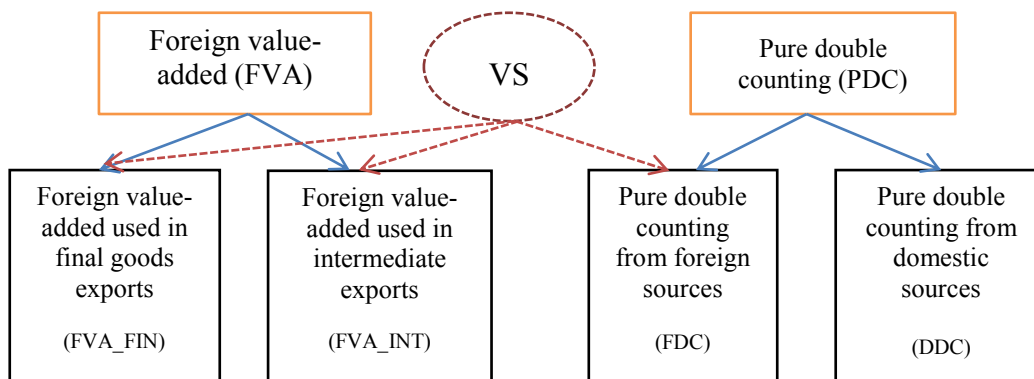 Foreign value-
added (FVA)
VS
Pure double
counting (PDC)
Foreign value-
added used in
final goods
exports
(FVA_FIN)
Foreign value-
added used in
intermediate
exports
(FVA_INT)
Pure double
counting
from foreign
sources
(FDC)
Pure double
counting from
domestic
sources
(DDC)